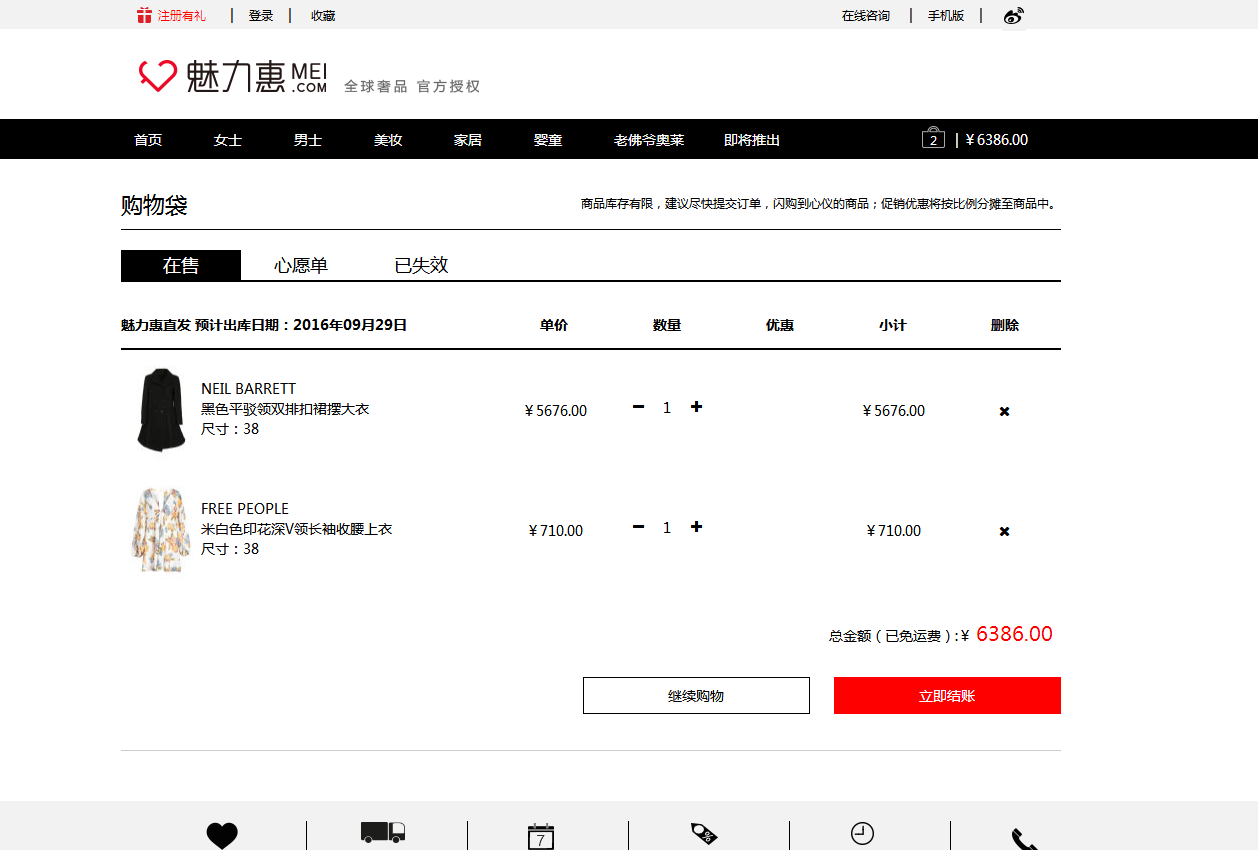 注册有礼 登录 收藏 在线咨询 手机版
魅力惠 MEI.COM 全球奢品 官方授权
首页 女士 男士 美妆 家居 婴童 老佛爷奥莱 即将推出 2 | ¥6386.00
购物袋 商品库存有限，建议尽快提交订单，闪购到心仪的商品；促销优惠将按比例分摊至商品中。
在售 心愿单 已失效
魅力惠直发 预计出库日期：2016年09月29日 单价 数量 优惠 小计 删除
NEIL BARRETT
黑色平驳领双排扣裙摆大衣
尺寸：38
¥5676.00 1 ¥5676.00
FREE PEOPLE
米白色印花深V领长袖收腰上衣
尺寸：38
¥710.00 1 ¥710.00
总金额（已免运费）:¥ 6386.00
继续购物 立即结账
7 %